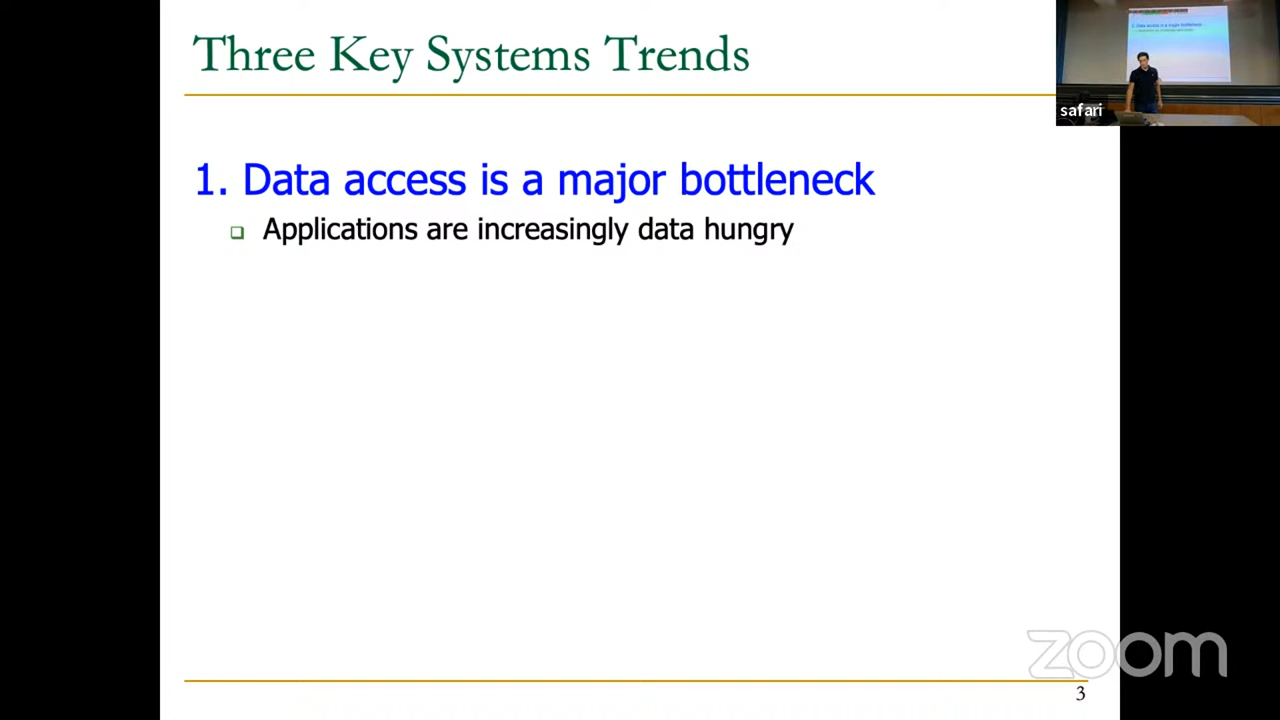 Three Key Systems Trends
safari
1. Data access is a major bottleneck
Applications are increasingly data hungry
zoom
3